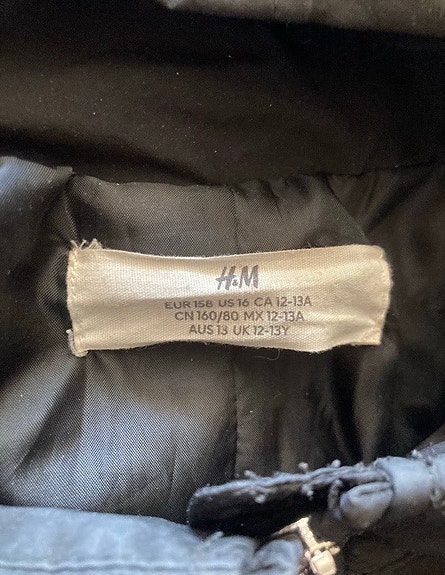 H&M
EUR 158 US 16 CA 12-13A
CN 160/80 MX 12-13A
AUS 13 UK 12-13Y